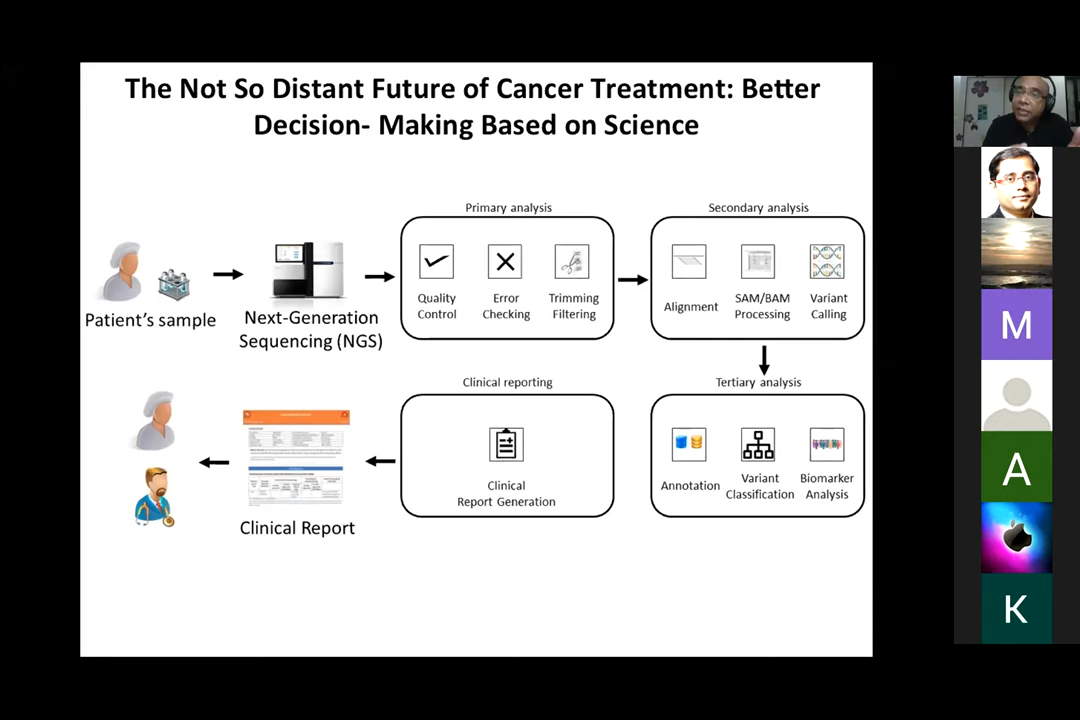 The Not So Distant Future of Cancer Treatment: Better
Decision- Making Based on Science
Patient's sample
Next-Generation
Sequencing (NGS)
Primary analysis
Quality
Control
Error
Checking
Trimming
Filtering
Secondary analysis
Alignment
SAM/BAM
Processing
Variant
Calling
Tertiary analysis
Annotation
Variant
Classification
Biomarker
Analysis
Clinical reporting
Clinical
Report Generation
Clinical Report
M
A
K